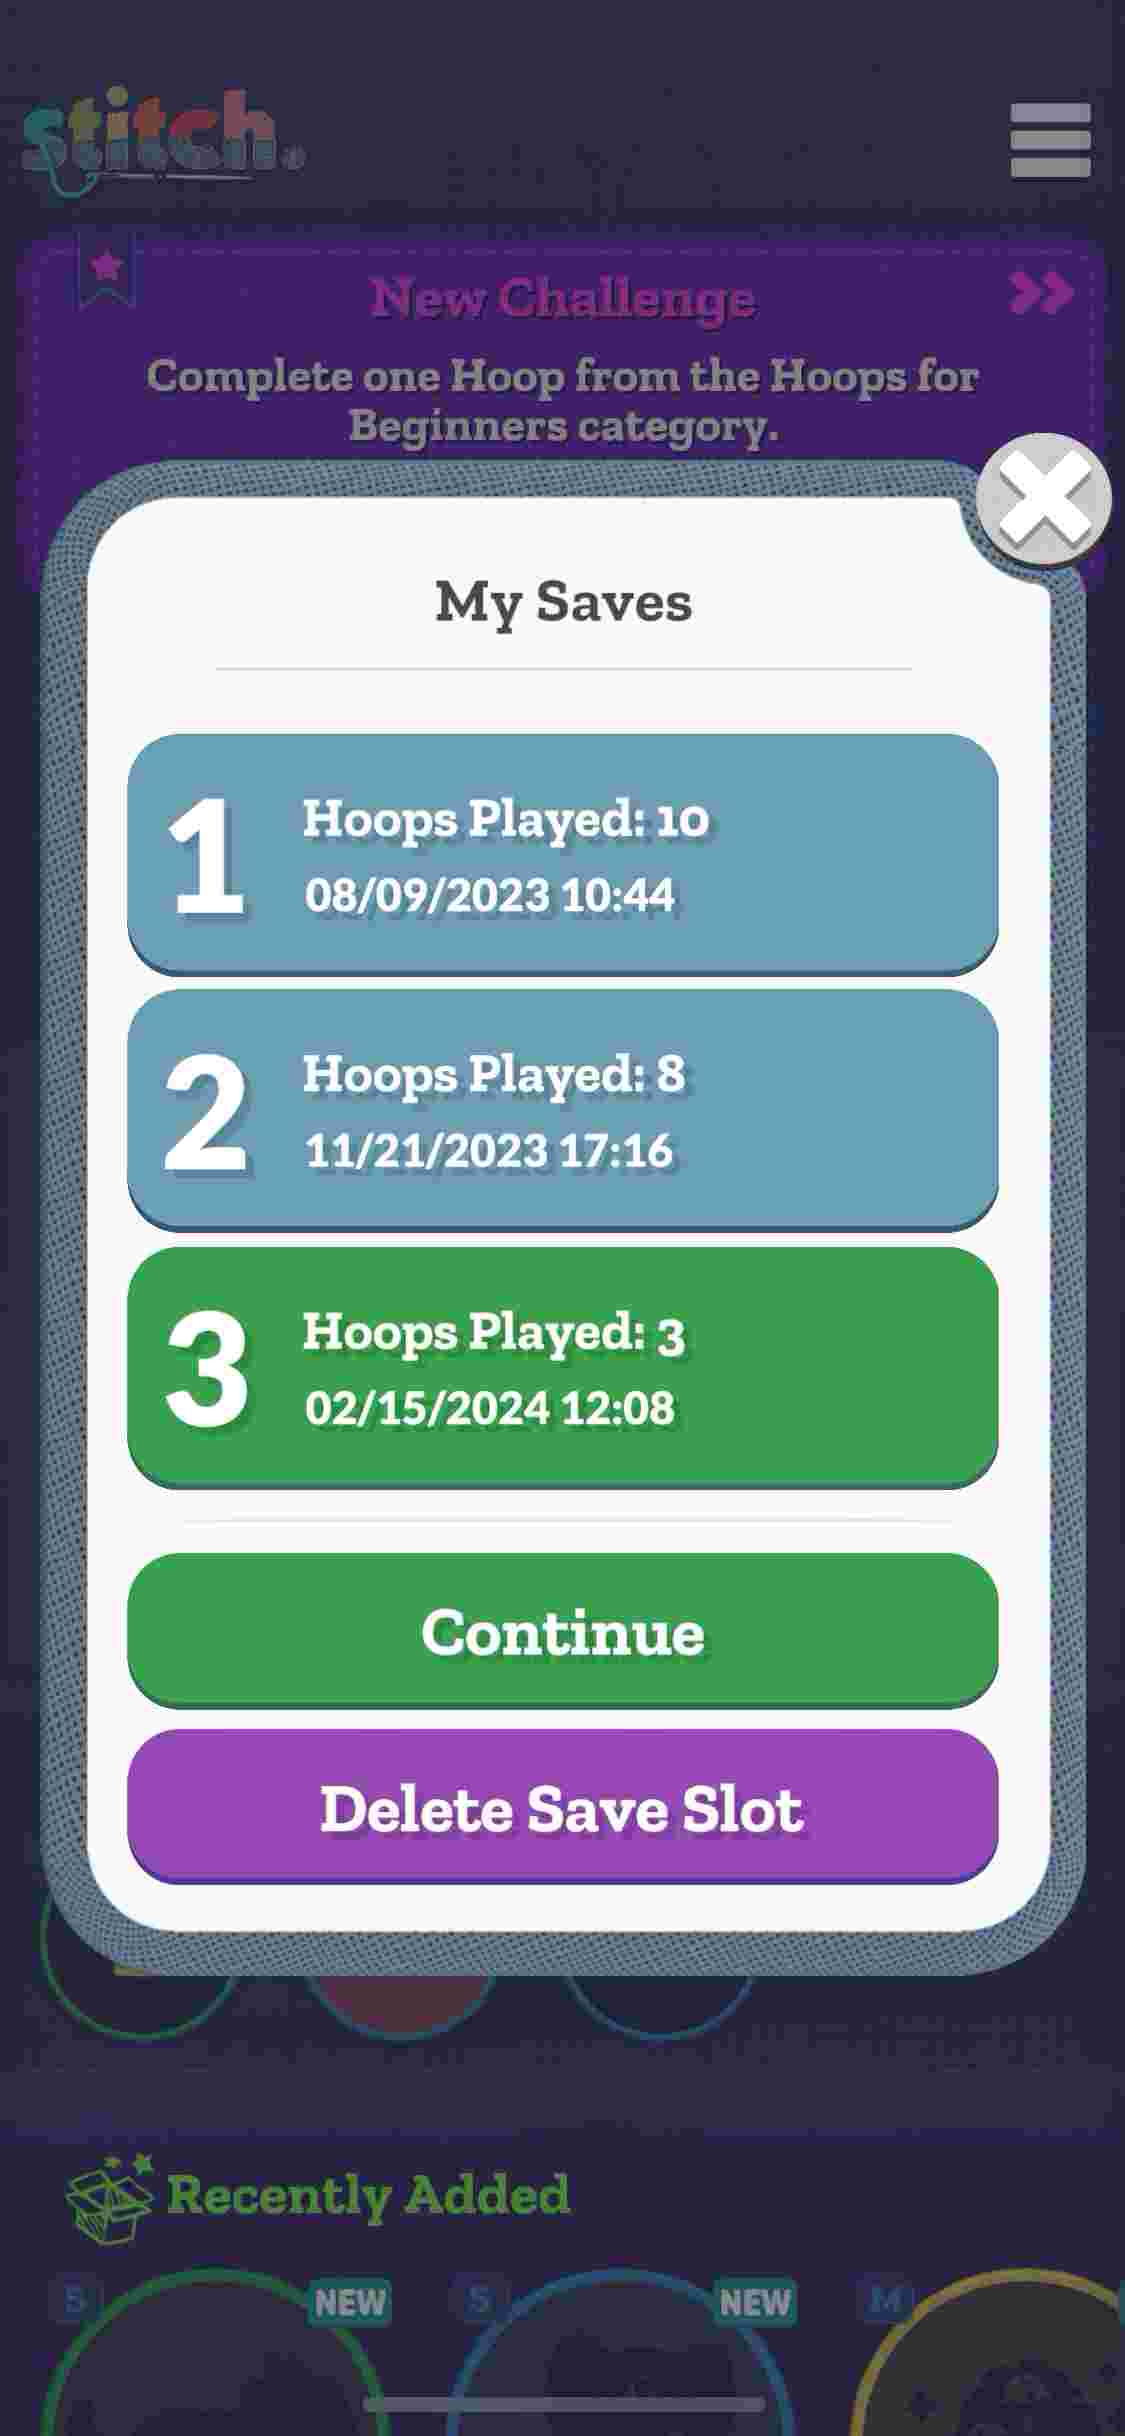 stitch.
New Challenge
Complete one Hoop from the Hoops for
Beginners category.
My Saves
1
Hoops Played: 10
08/09/2023 10:44
2
Hoops Played: 8
11/21/2023 17:16
3
Hoops Played: 3
02/15/2024 12:08
Continue
Delete Save Slot
Recently Added
S NEW S NEW M